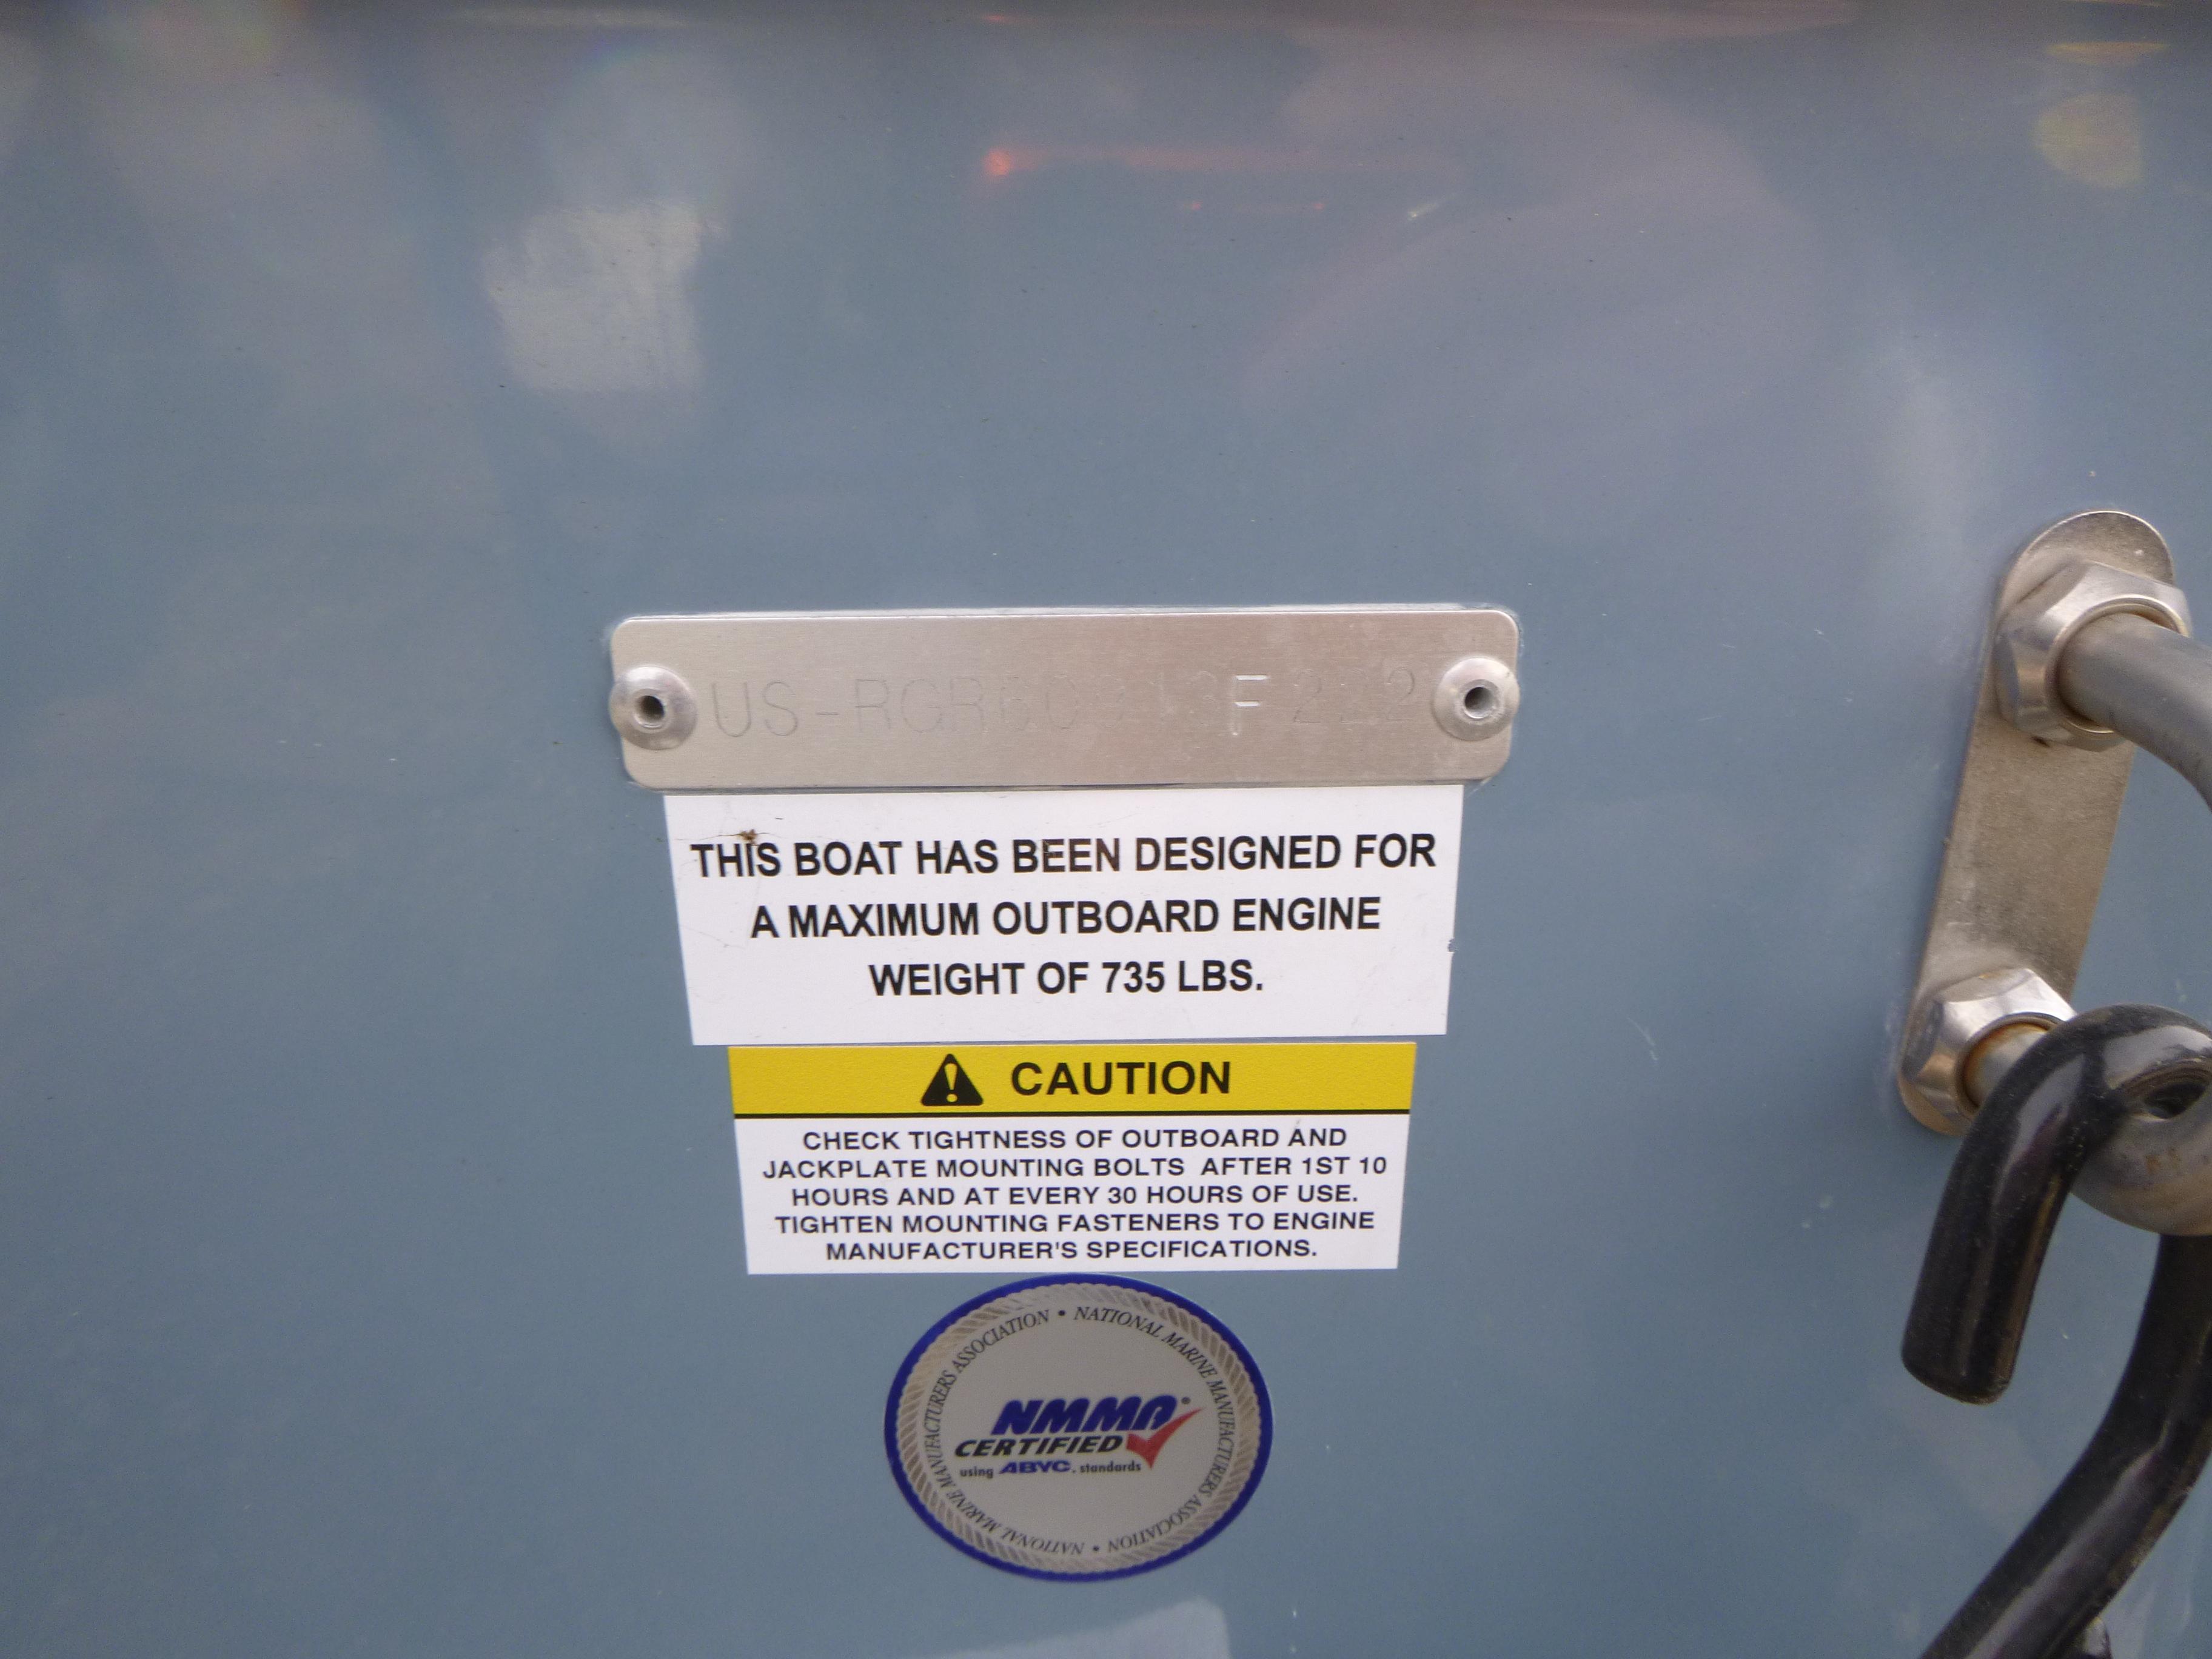 THIS BOAT HAS BEEN DESIGNED FOR
A MAXIMUM OUTBOARD ENGINE
WEIGHT OF 735 LBS.
CAUTION
CHECK TIGHTNESS OF OUTBOARD AND
JACKPLATE MOUNTING BOLTS AFTER 1ST 10
HOURS AND AT EVERY 30 HOURS OF USE.
TIGHTEN MOUNTING FASTENERS TO ENGINE
MANUFACTURER'S SPECIFICATIONS.
NATIONAL MARINE MANUFACTURERS ASSOCIATION • NATIONAL MARINE MANUFACTURERS ASSOCIATION •
NMMA®
CERTIFIED
using ABYC. standards